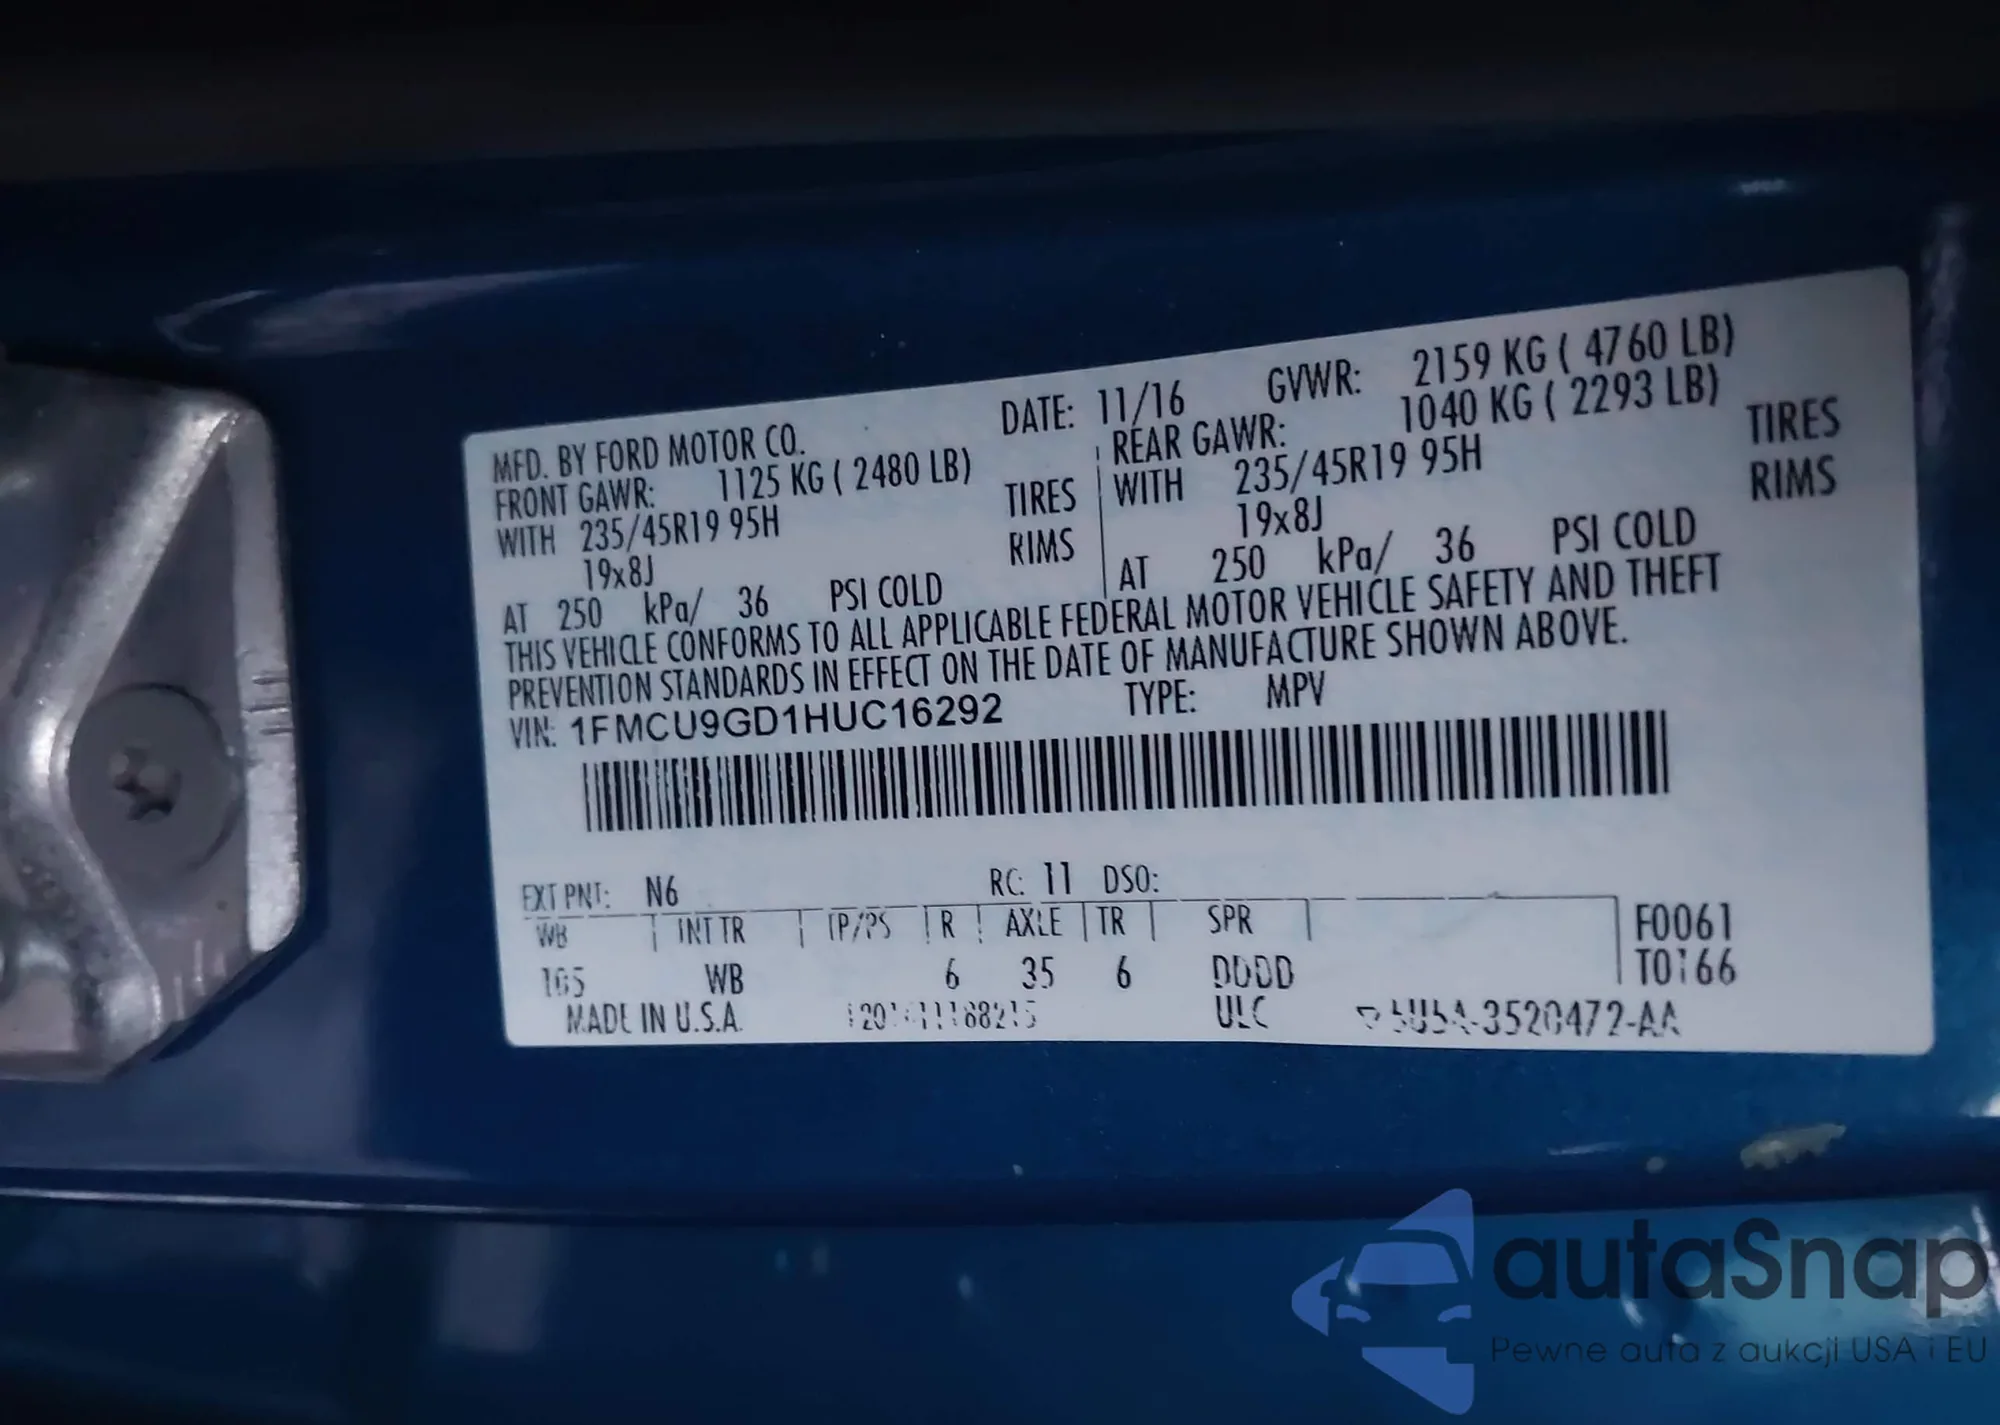 MFD. BY FORD MOTOR CO. DATE: 11/16 GVWR: 2159 KG ( 4760 LB)
FRONT GAWR: 1125 KG ( 2480 LB) REAR GAWR: 1040 KG ( 2293 LB)
WITH 235/45R19 95H TIRES WITH 235/45R19 95H TIRES
19x8J RIMS 19x8J RIMS
AT 250 kPa/ 36 PSI COLD AT 250 kPa/ 36 PSI COLD
THIS VEHICLE CONFORMS TO ALL APPLICABLE FEDERAL MOTOR VEHICLE SAFETY AND THEFT
PREVENTION STANDARDS IN EFFECT ON THE DATE OF MANUFACTURE SHOWN ABOVE.
VIN: 1FMCU9GD1HUC16292 TYPE: MPV
EXT PNT: N6 RC: 11 DSO:
WB INT TR TP/PS R AXLE TR SPR F0061
105 WB 6 35 6 DDDD T0166
MADE IN U.S.A. ULC
autaSnap
Pewne auta z aukcji USA i EU